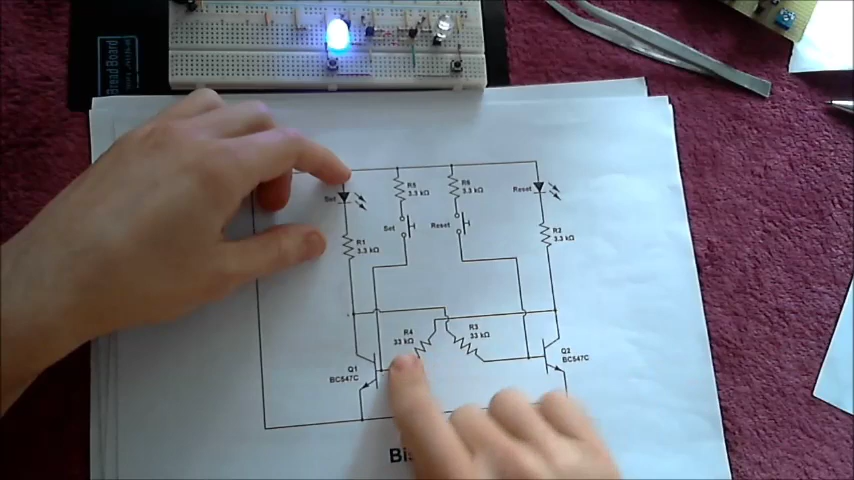 Bread Board
Set
R5
3.3 kΩ
R6
3.3 kΩ
Reset
Set
Reset
R1
3.3 kΩ
R2
3.3 kΩ
R4
33 kΩ
R3
33 kΩ
Q1
BC547C
Q2
BC547C
Bis